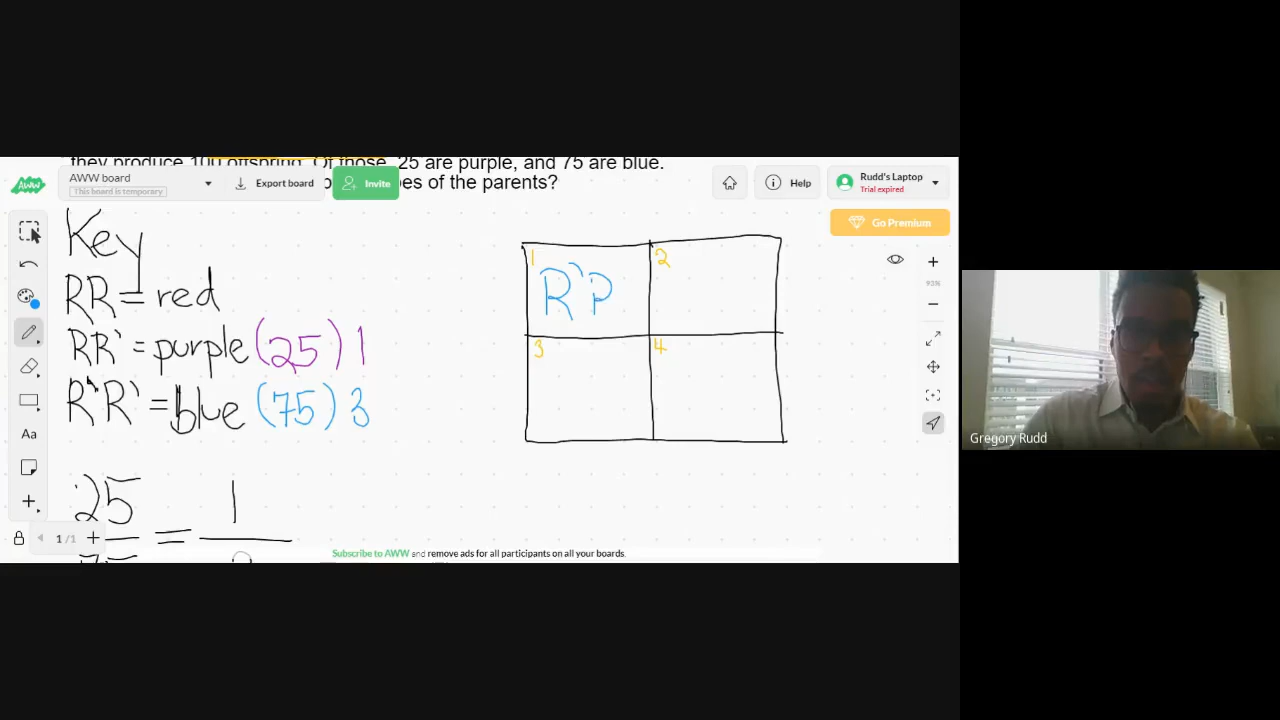 they produce 100 offspring. Of those, 25 are purple, and 75 are blue.
es of the parents?
AWW
AWW board
This board is temporary
Export board
Invite
Help
Rudd's Laptop
Trial expired
Go Premium
Key
RR = red
RR` = purple (25) 1
R`R` = blue (75) 3
25
=
1
1
2
3
4
R`P
93%
Aa
1/1
Subscribe to AWW and remove ads for all participants on all your boards.
Gregory Rudd